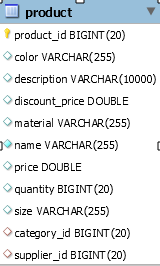 product
product_id BIGINT(20)
color VARCHAR(255)
description VARCHAR(10000)
discount_price DOUBLE
material VARCHAR(255)
name VARCHAR(255)
price DOUBLE
quantity BIGINT(20)
size VARCHAR(255)
category_id BIGINT(20)
supplier_id BIGINT(20)